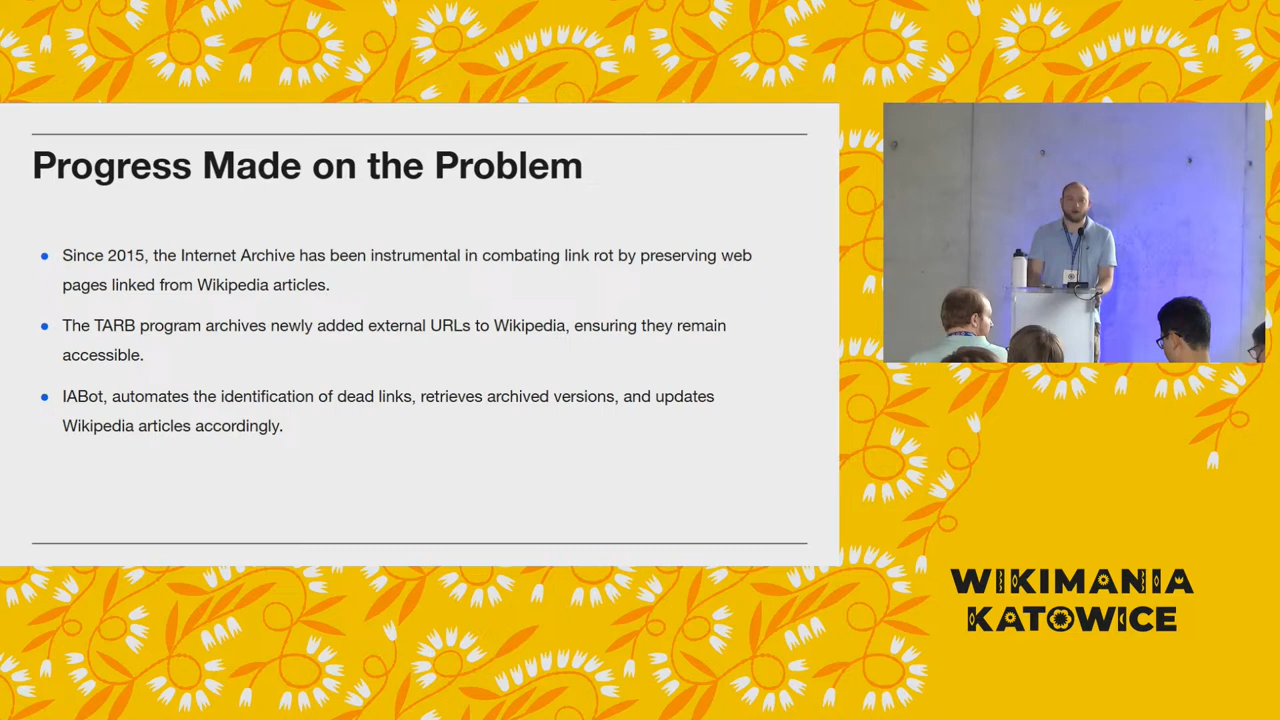 Progress Made on the Problem
Since 2015, the Internet Archive has been instrumental in combating link rot by preserving web
pages linked from Wikipedia articles.
The TARB program archives newly added external URLs to Wikipedia, ensuring they remain
accessible.
IABot, automates the identification of dead links, retrieves archived versions, and updates
Wikipedia articles accordingly.
WIKIMANIA
KATOWICE